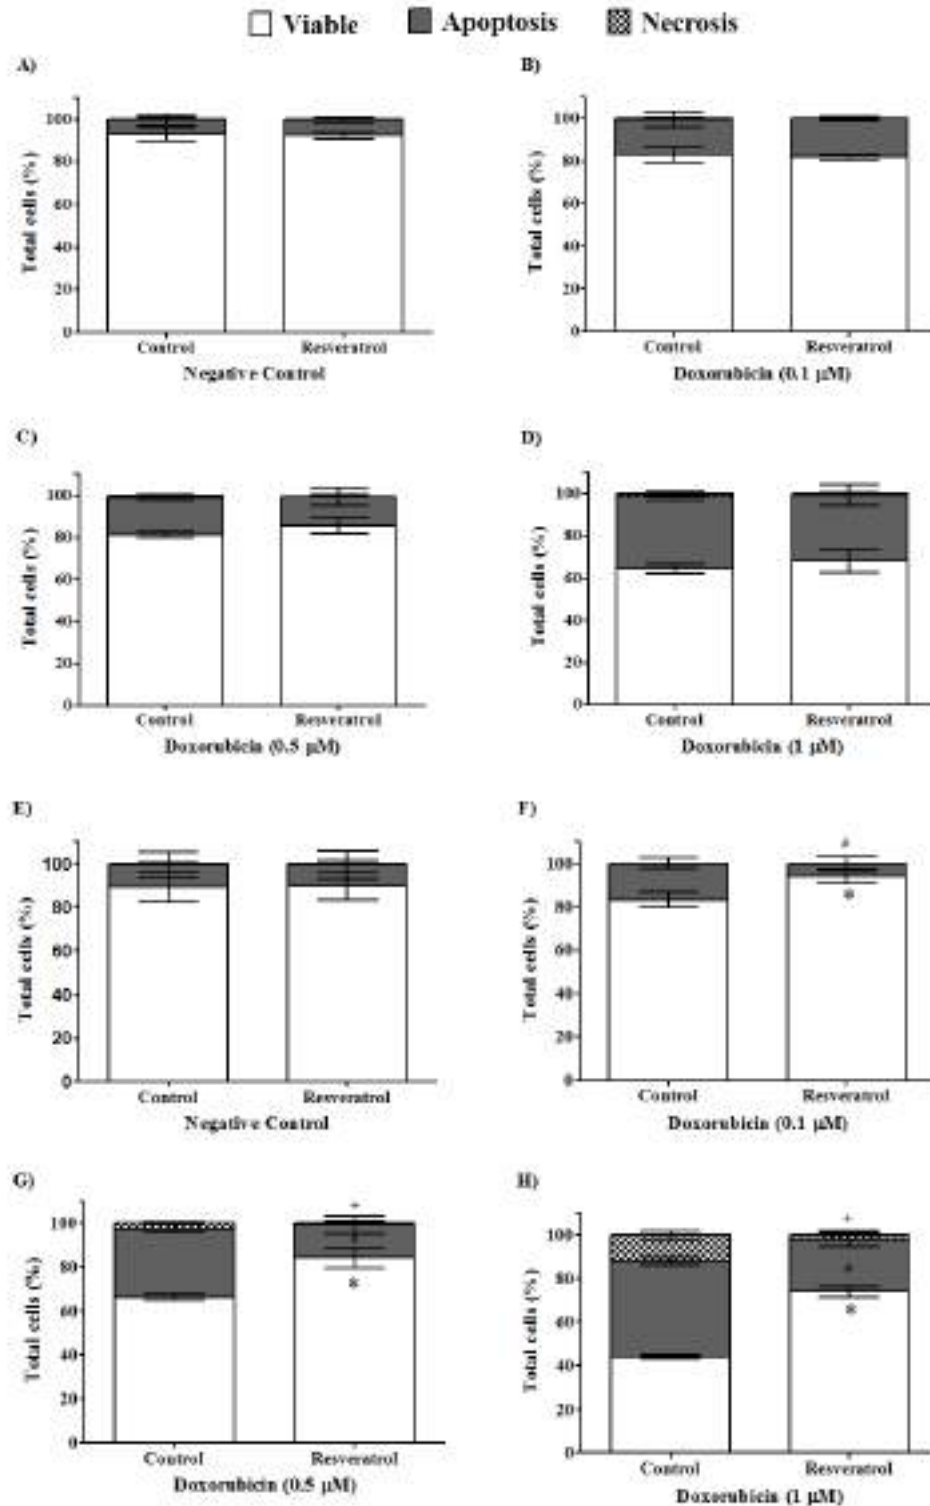 Viable Apoptosis Necrosis
A)
Total cells (%)
100
80
60
40
20
0
Control Resveratrol
Negative Control
B)
Total cells (%)
100
80
60
40
20
0
Control Resveratrol
Doxorubicin (0.1 µM)
C)
Total cells (%)
100
80
60
40
20
0
Control Resveratrol
Doxorubicin (0.5 µM)
D)
Total cells (%)
100
80
60
40
20
0
Control Resveratrol
Doxorubicin (1 µM)
E)
Total cells (%)
100
80
60
40
20
0
Control Resveratrol
Negative Control
F)
Total cells (%)
100
80
60
40
20
0
*
Control Resveratrol
Doxorubicin (0.1 µM)
G)
Total cells (%)
100
80
60
40
20
0
+
*
Control Resveratrol
Doxorubicin (0.5 µM)
H)
Total cells (%)
100
80
60
40
20
0
+
*
Control Resveratrol
Doxorubicin (1 µM)